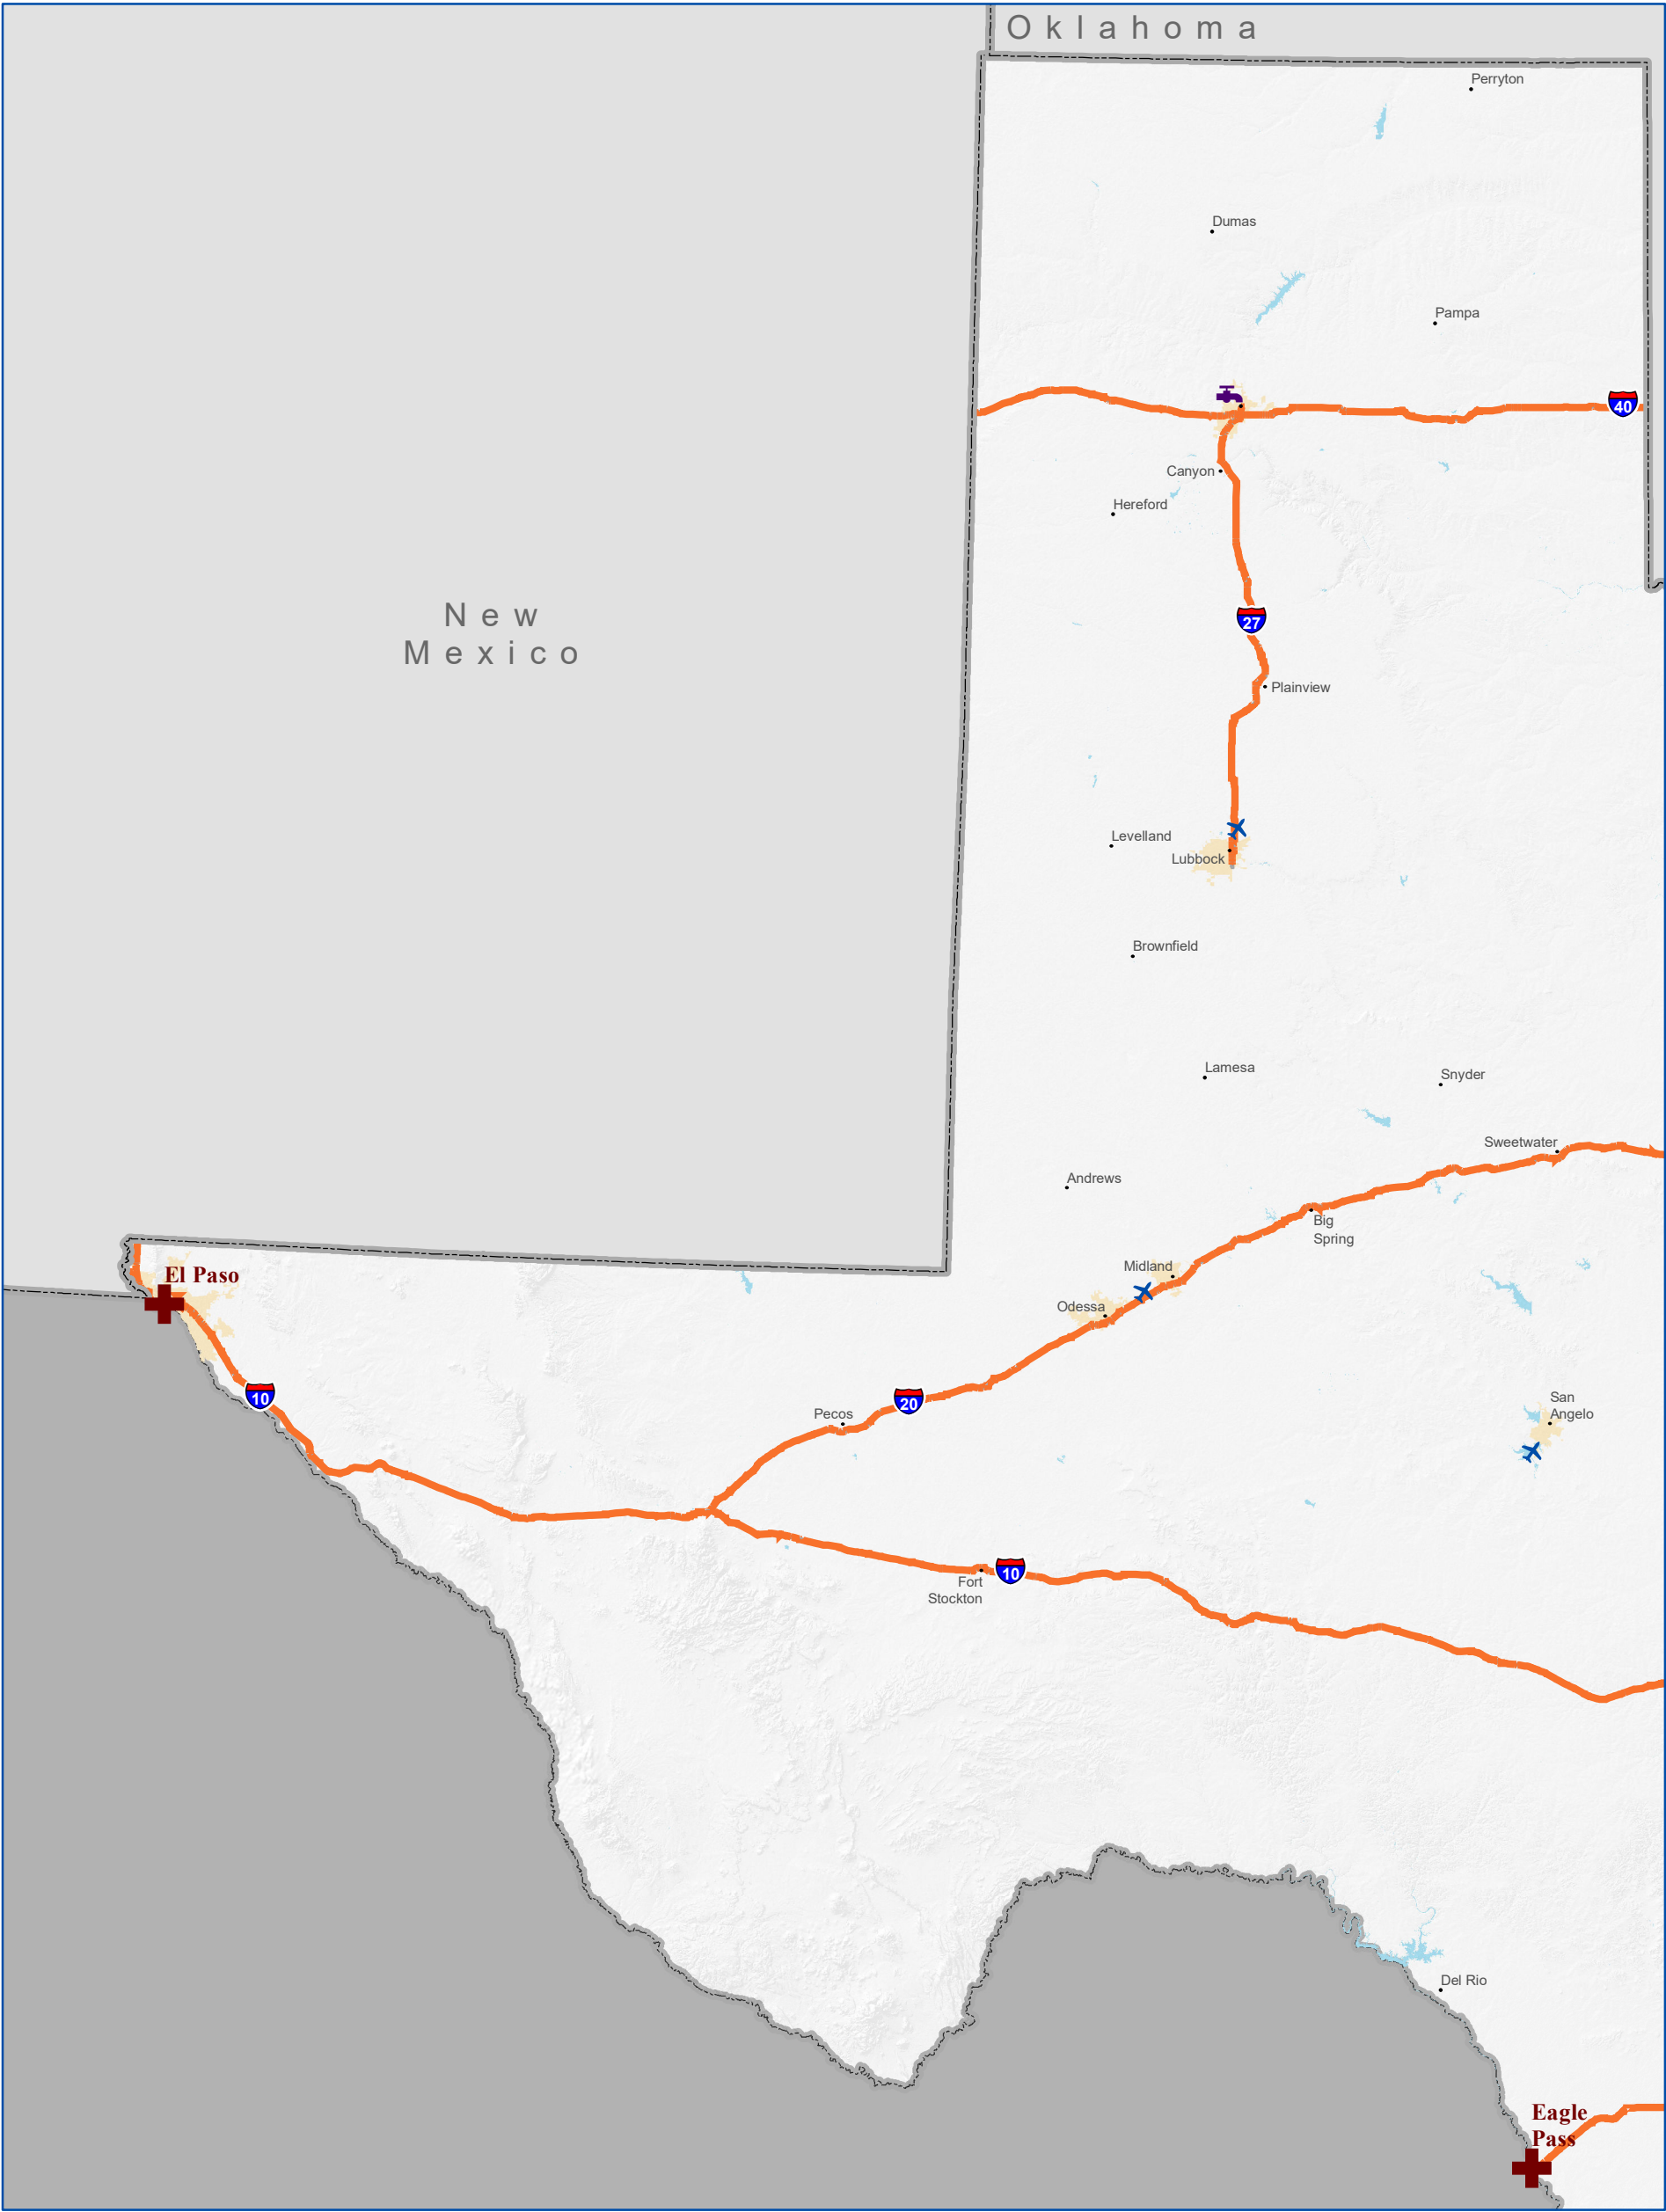 Oklahoma
Perryton
Dumas
Pampa
40
Canyon
Hereford
New
Mexico
27
Plainview
Levelland
Lubbock
Brownfield
Lamesa
Snyder
Sweetwater
Andrews
Big
Spring
Midland
El Paso
Odessa
10
20
San
Angelo
Pecos
10
Fort
Stockton
Del Rio
Eagle
Pass